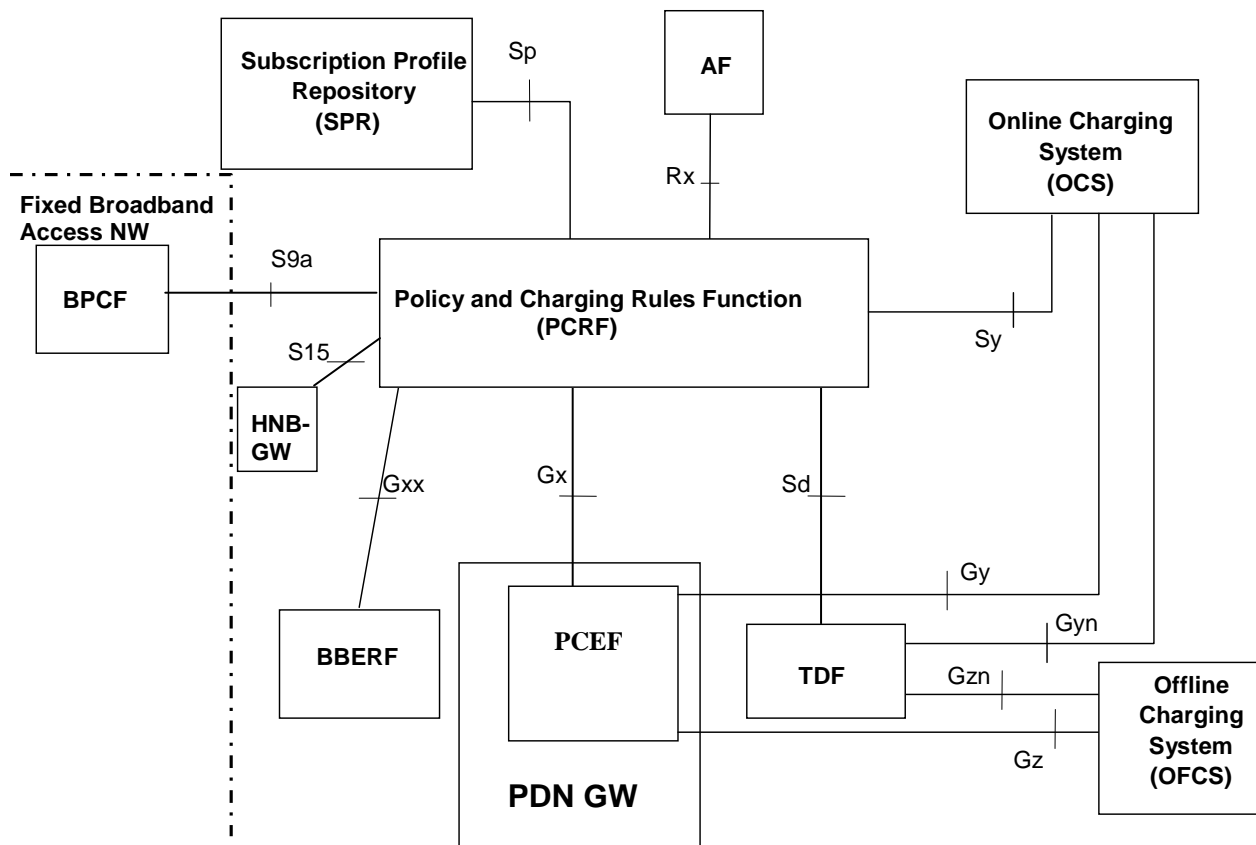 Subscription Profile
Repository
(SPR)
Sp
AF
Online Charging
System
(OCS)
Rx
Fixed Broadband
Access NW
BPCF
S9a
Policy and Charging Rules Function
(PCRF)
Sy
S15
HNB-
GW
Gxx
Gx
Sd
Gy
BBERF
PCEF
TDF
Gyn
Gzn
Offline
Charging
System
(OFCS)
Gz
PDN GW